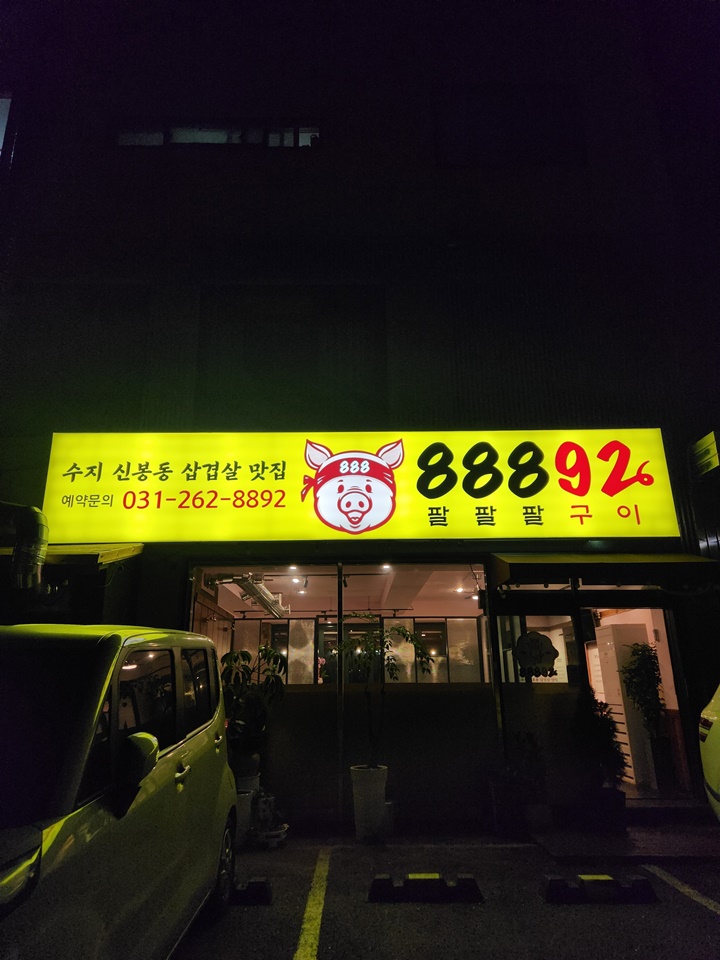 수지 신봉동 삼겹살 맛집
예약문의 031-262-8892
888
88892
팔팔팔구이